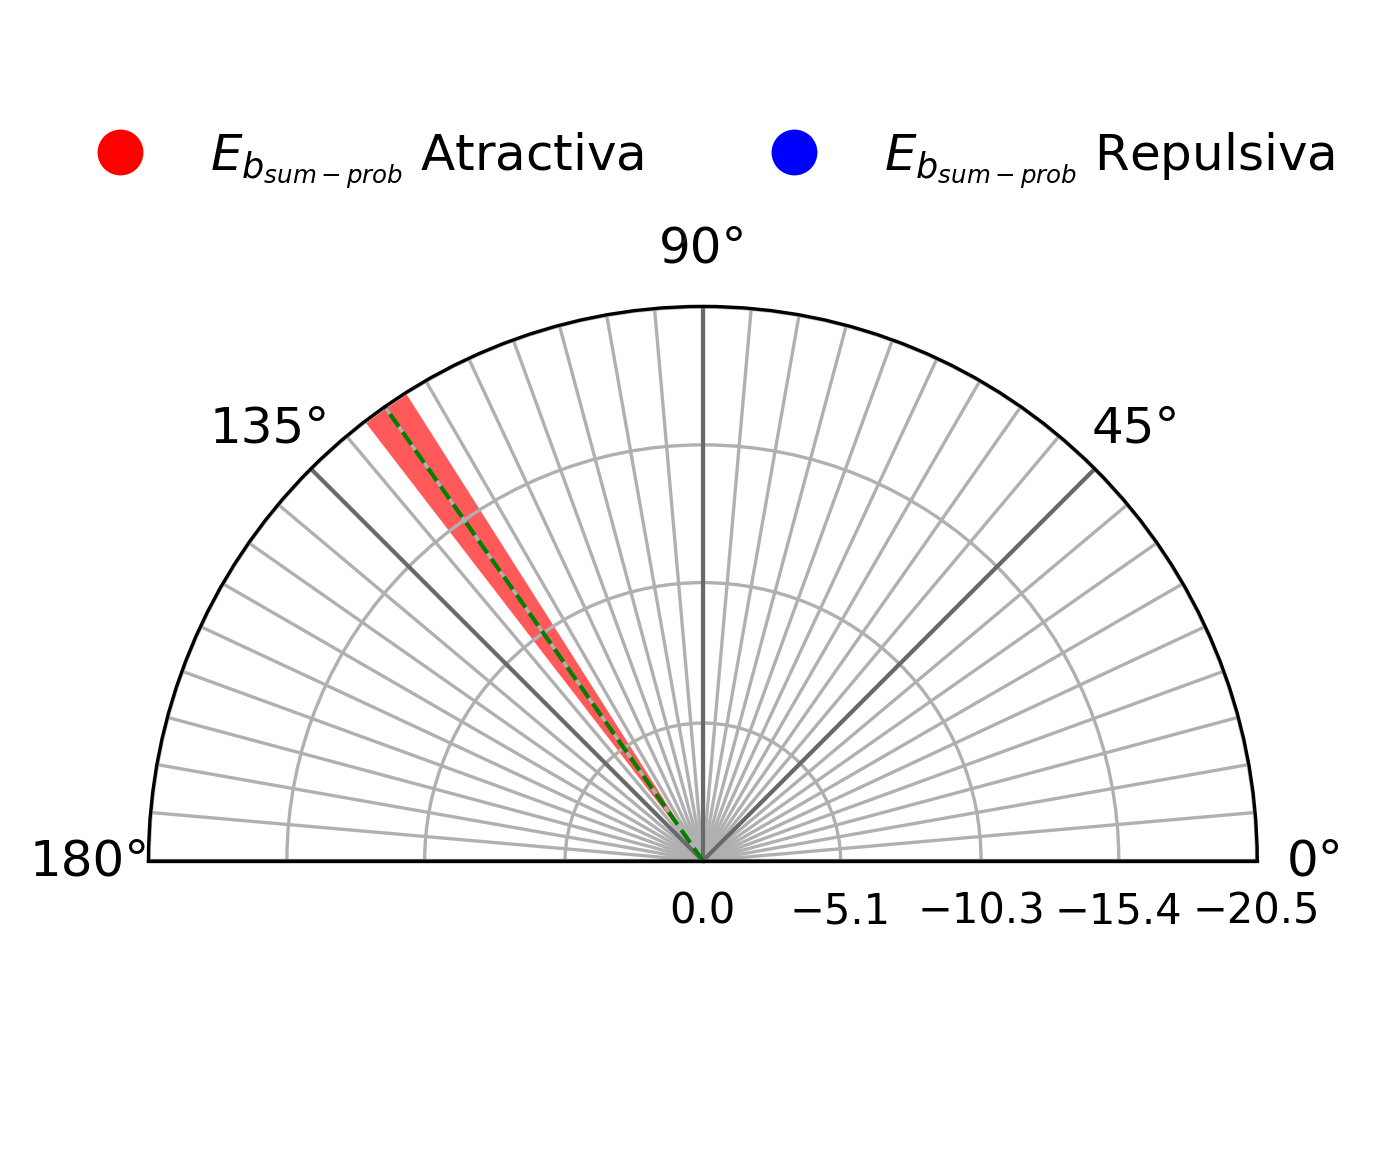 E_{b_{sum-prob}} Atractiva E_{b_{sum-prob}} Repulsiva
90°
135° 45°
180° 0°
0.0 −5.1 −10.3 −15.4 −20.5